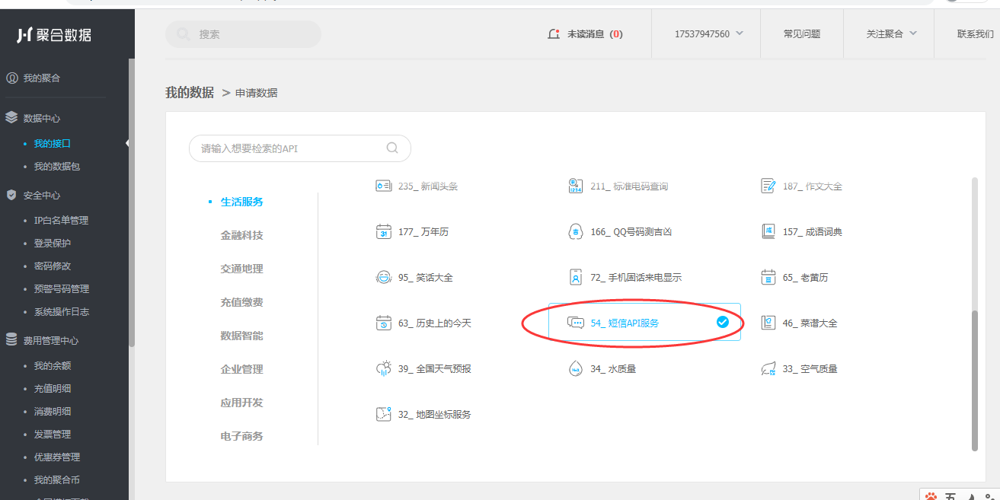 聚合数据
搜索
未读消息 (0)
17537947560
常见问题
关注聚合
联系我们
我的聚合
数据中心
我的接口
我的数据包
安全中心
IP白名单管理
登录保护
密码修改
预警号码管理
系统操作日志
费用管理中心
我的余额
充值明细
消费明细
发票管理
优惠券管理
我的聚合币
我的数据 > 申请数据
请输入想要检索的API
生活服务
金融科技
交通地理
充值缴费
数据智能
企业管理
应用开发
电子商务
235_ 新闻头条
211_ 标准电码查询
187_ 作文大全
177_ 万年历
166_ QQ号码测吉凶
157_ 成语词典
95_ 笑话大全
72_ 手机固话来电显示
65_ 老黄历
63_ 历史上的今天
54_ 短信API服务
46_ 菜谱大全
39_ 全国天气预报
34_ 水质量
33_ 空气质量
32_ 地图坐标服务
五